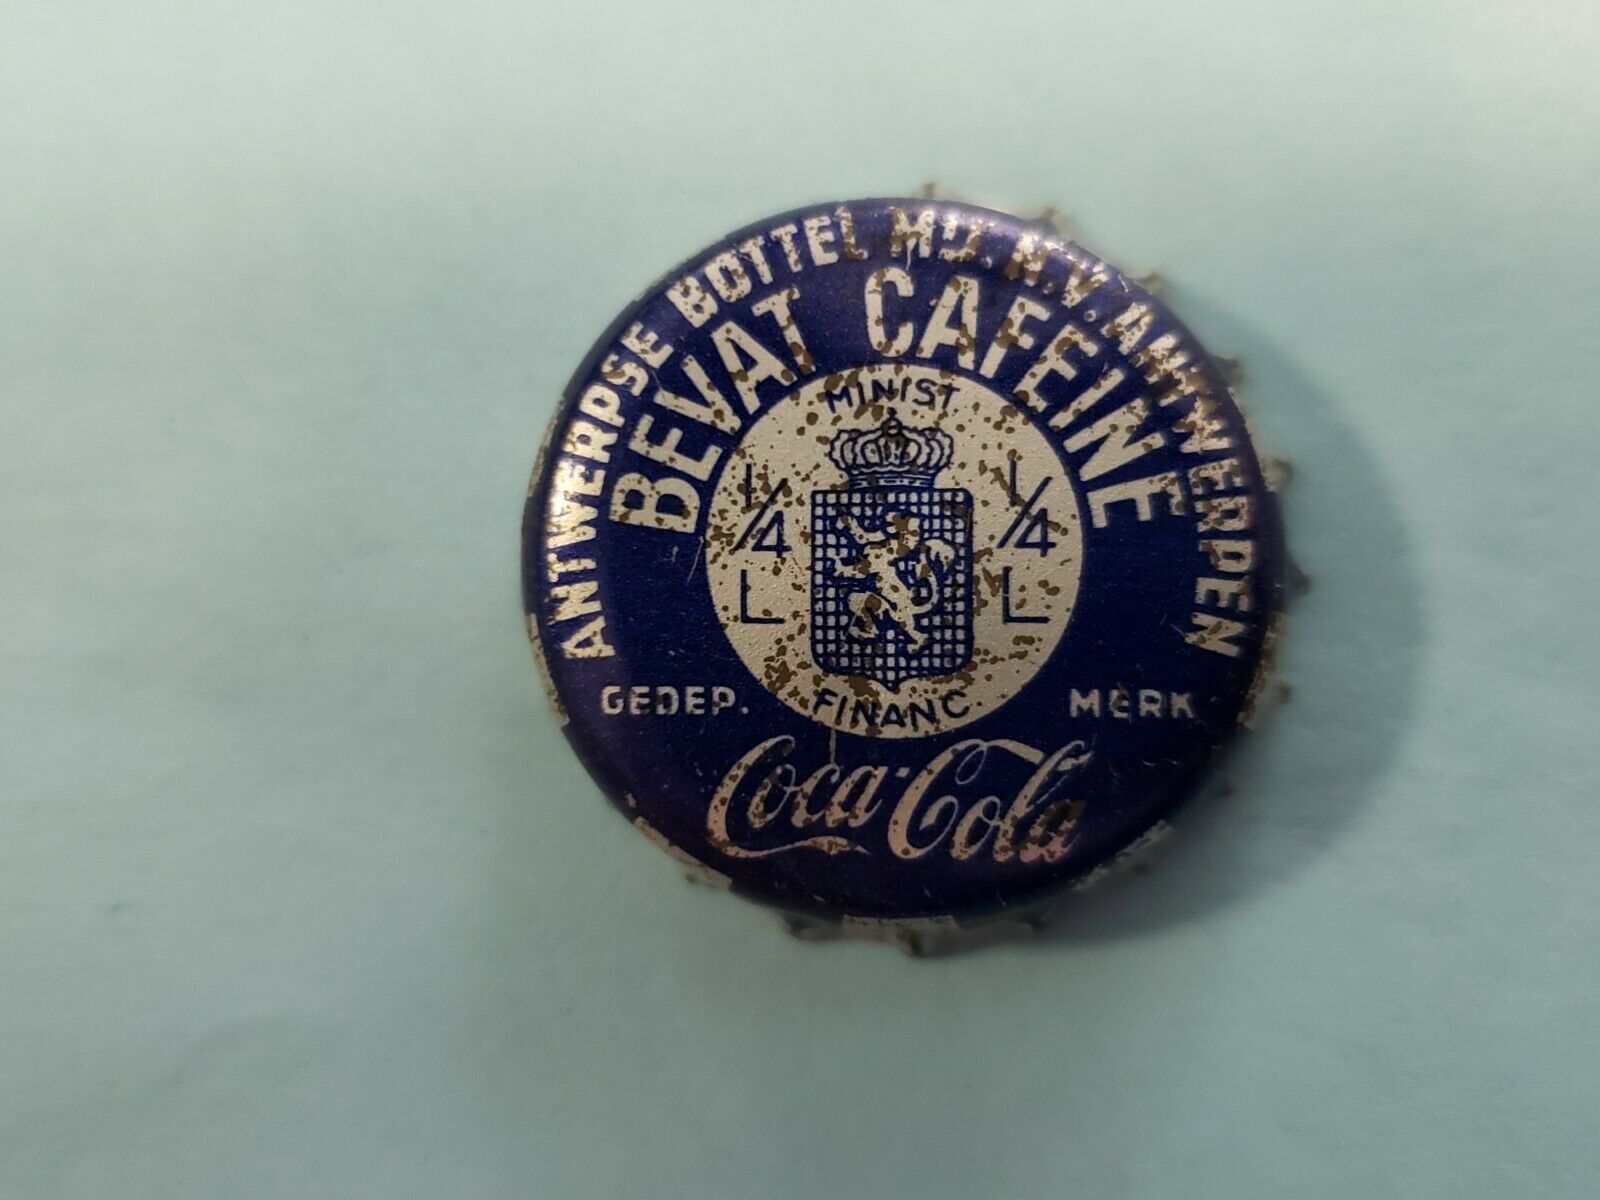 ANTWERPSE BOTTEL MIJ. N.V. ANTWERPEN
BEVAT CAFEINE
MINIST
1/4 L
1/4 L
FINANC.
GEDEP. MERK
Coca-Cola